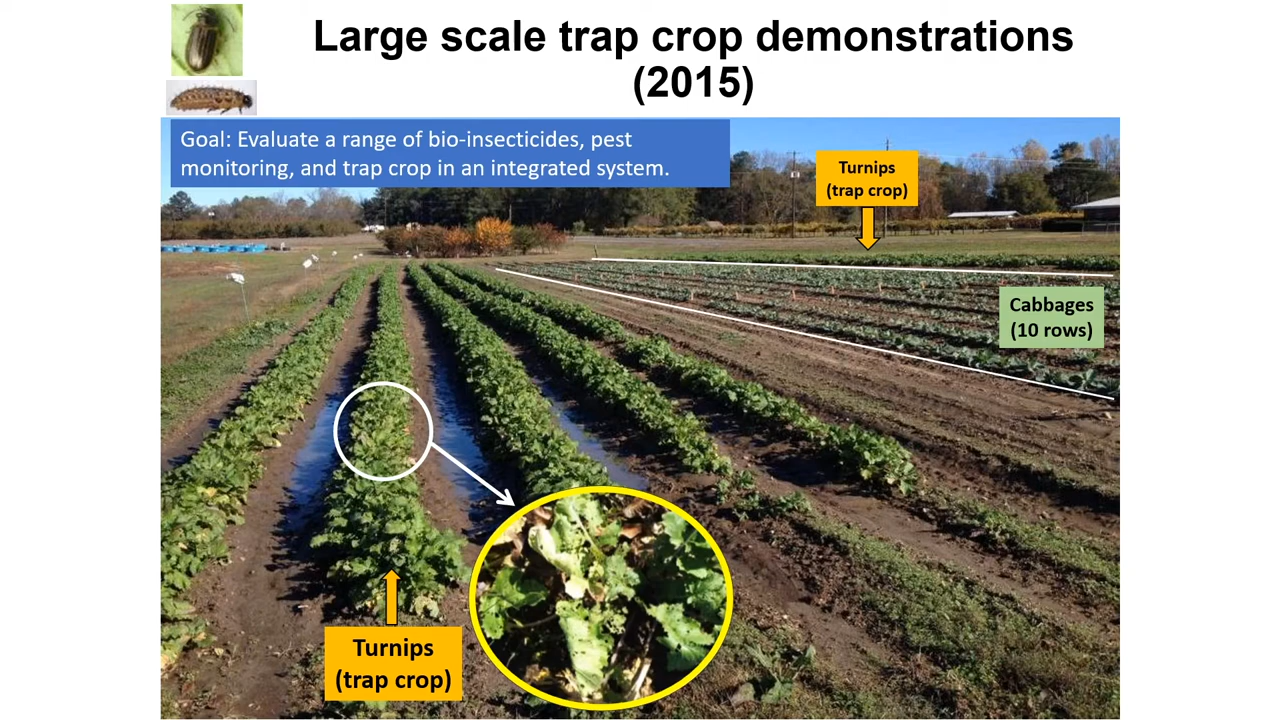 Large scale trap crop demonstrations
(2015)
Goal: Evaluate a range of bio-insecticides, pest
monitoring, and trap crop in an integrated system.
Turnips
(trap crop)
Cabbages
(10 rows)
Turnips
(trap crop)